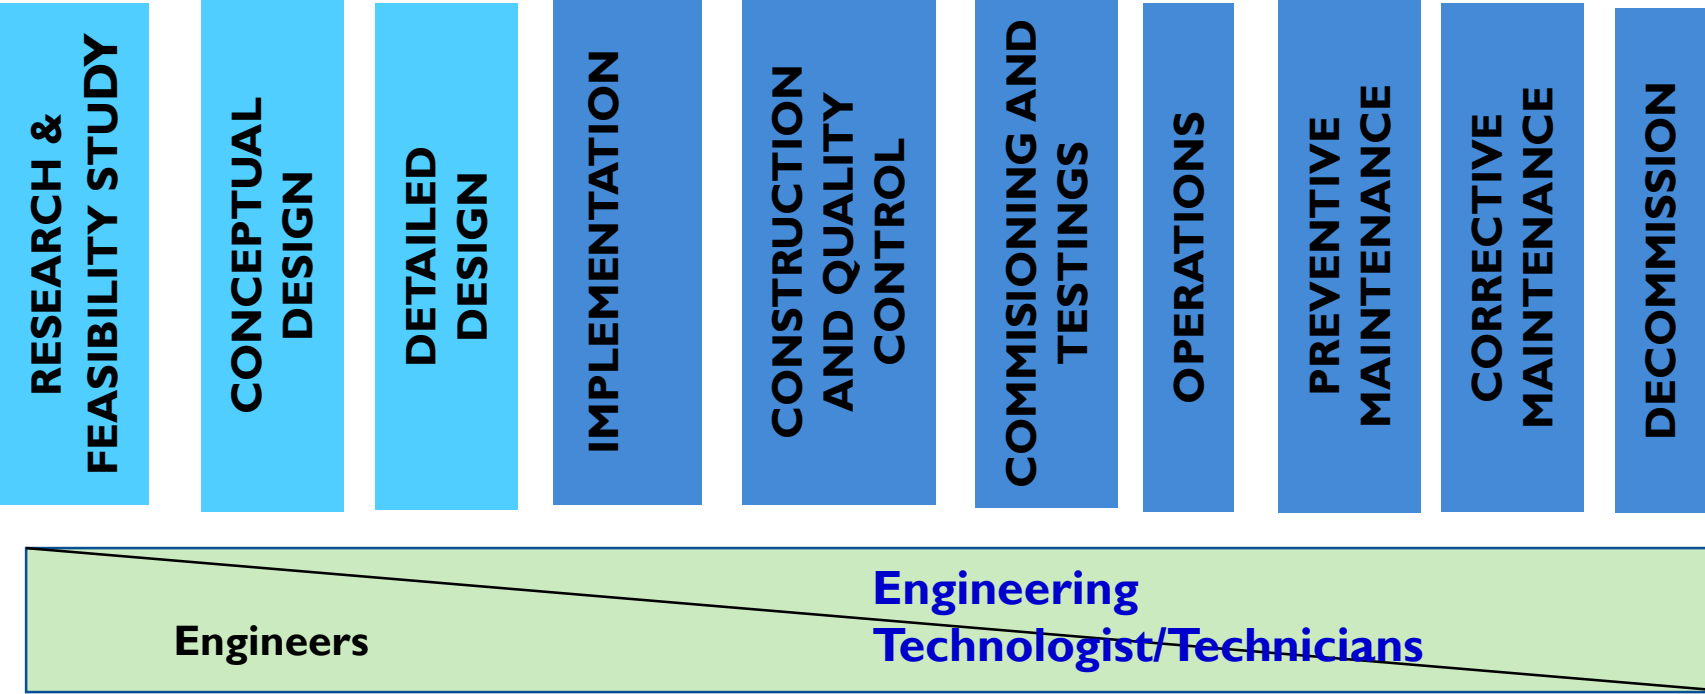 RESEARCH &
FEASIBILITY STUDY
CONCEPTUAL
DESIGN
DETAILED
DESIGN
IMPLEMENTATION
CONSTRUCTION
AND QUALITY
CONTROL
COMMISIONING AND
TESTINGS
OPERATIONS
PREVENTIVE
MAINTENANCE
CORRECTIVE
MAINTENANCE
DECOMMISSION
Engineers
Engineering
Technologist/Technicians